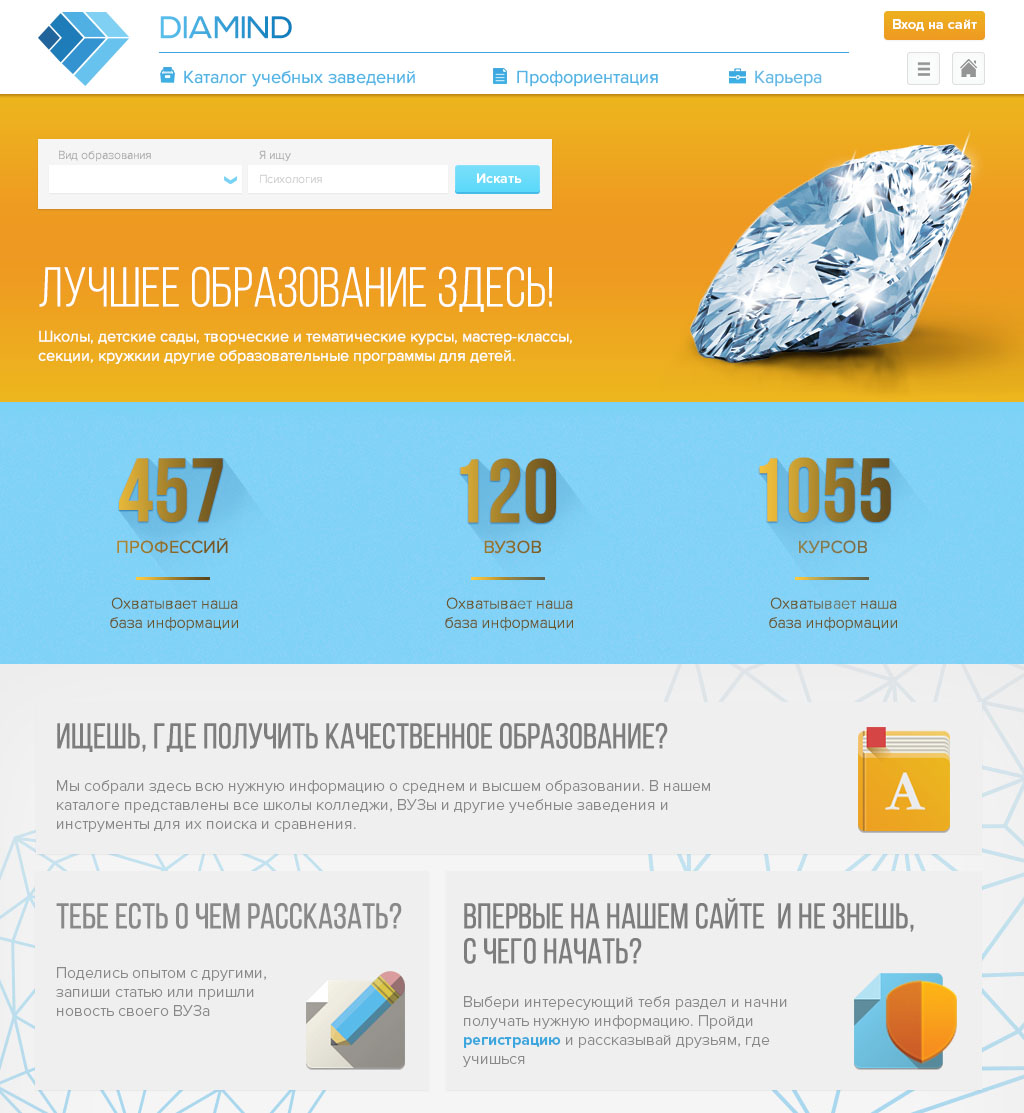 DIAMIND
Вход на сайт
Каталог учебных заведений
Профориентация
Карьера
Вид образования
Я ищу
Психология
Искать
ЛУЧШЕЕ ОБРАЗОВАНИЕ ЗДЕСЬ!
Школы, детские сады, творческие и тематические курсы, мастер-классы,
секции, кружкии другие образовательные программы для детей.
457
ПРОФЕССИЙ
Охватывает наша
база информации
120
ВУЗОВ
Охватывает наша
база информации
1055
КУРСОВ
Охватывает наша
база информации
ИЩЕШЬ, ГДЕ ПОЛУЧИТЬ КАЧЕСТВЕННОЕ ОБРАЗОВАНИЕ?
Мы собрали здесь всю нужную информацию о среднем и высшем образовании. В нашем
каталоге представлены все школы колледжи, ВУЗы и другие учебные заведения и
инструменты для их поиска и сравнения.
A
ТЕБЕ ЕСТЬ О ЧЕМ РАССКАЗАТЬ?
Поделись опытом с другими,
запиши статью или пришли
новость своего ВУЗа
ВПЕРВЫЕ НА НАШЕМ САЙТЕ И НЕ ЗНЕШЬ,
С ЧЕГО НАЧАТЬ?
Выбери интересующий тебя раздел и начни
получать нужную информацию. Пройди
регистрацию и рассказывай друзьям, где
учишься